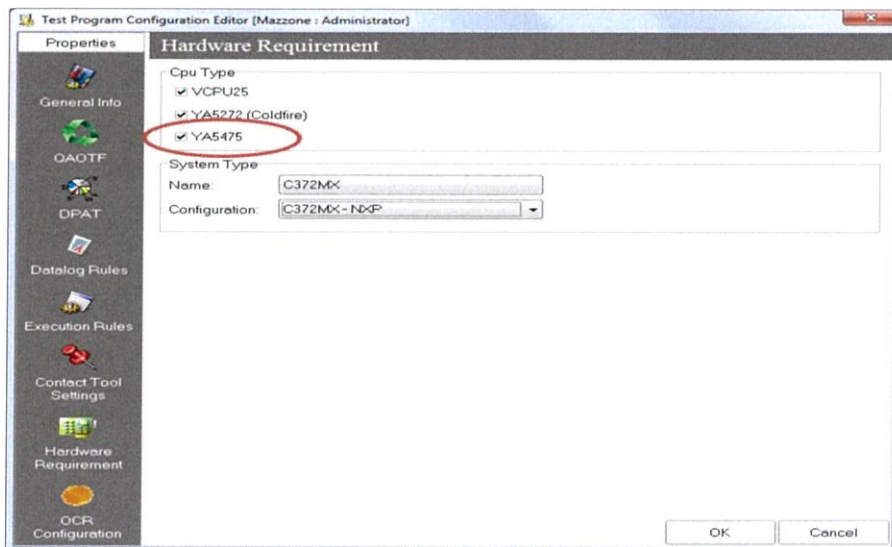 Test Program Configuration Editor [Mazzone : Administrator]
Properties
Hardware Requirement
General Info
QAOTF
DPAT
Datalog Rules
Execution Rules
Contact Tool
Settings
Hardware
Requirement
OCR
Configuration
Cpu Type
VCPU25
YA5272 (Coldfire)
YA5475
System Type
Name: C372MX
Configuration: C372MX-NXP
OK Cancel